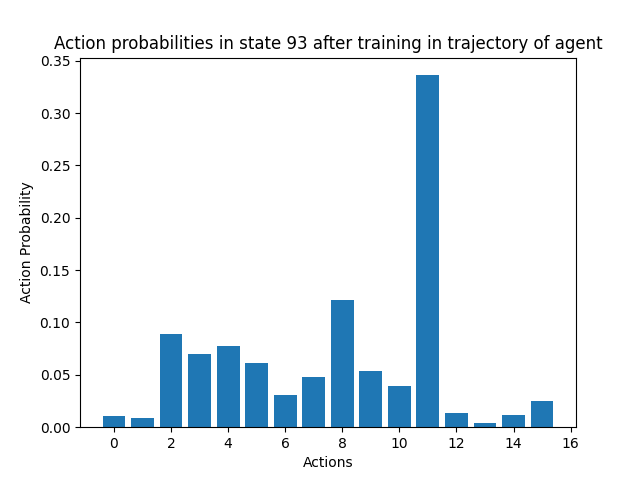 Action probabilities in state 93 after training in trajectory of agent
0.35
0.30
0.25
0.20
0.15
0.10
0.05
0.00
Action Probability
0 2 4 6 8 10 12 14 16
Actions